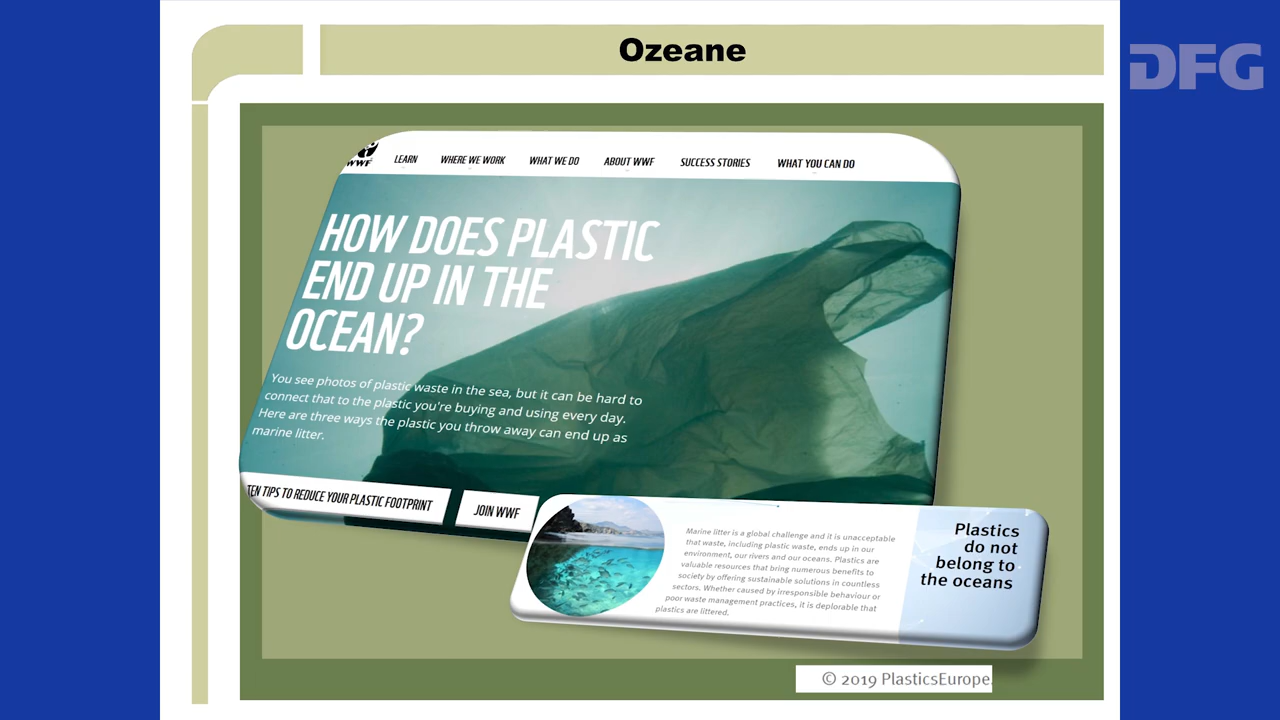 Ozeane
DFG
WWF
LEARN WHERE WE WORK WHAT WE DO ABOUT WWF SUCCESS STORIES WHAT YOU CAN DO
HOW DOES PLASTIC
END UP IN THE
OCEAN?
You see photos of plastic waste in the sea, but it can be hard to
connect that to the plastic you're buying and using every day.
Here are three ways the plastic you throw away can end up as
marine litter.
TEN TIPS TO REDUCE YOUR PLASTIC FOOTPRINT
JOIN WWF
Marine litter is a global challenge and it is unacceptable
that waste, including plastic waste, ends up in our
environment, our rivers and our oceans. Plastics are
valuable resources that bring numerous benefits to
society by offering sustainable solutions in countless
sectors. Whether caused by irresponsible behaviour or
poor waste management practices, it is deplorable that
plastics are littered.
Plastics
do not
belong to
the oceans
© 2019 PlasticsEurope.